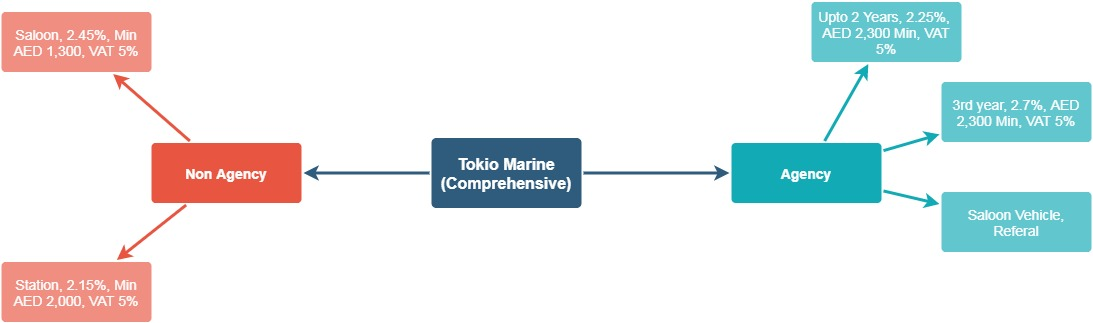 Saloon, 2.45%, Min
AED 1,300, VAT 5%
Upto 2 Years, 2.25%,
AED 2,300 Min, VAT
5%
3rd year, 2.7%, AED
2,300 Min, VAT 5%
Non Agency
Tokio Marine
(Comprehensive)
Agency
Saloon Vehicle,
Referal
Station, 2.15%, Min
AED 2,000, VAT 5%